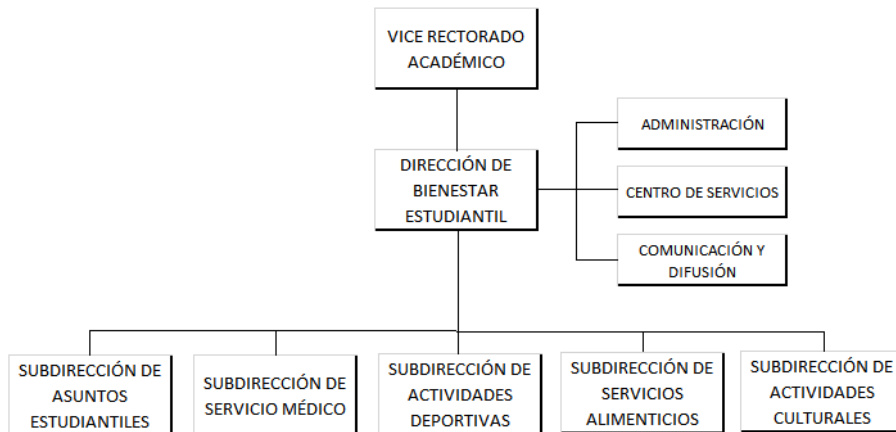 VICE RECTORADO
ACADÉMICO
ADMINISTRACIÓN
DIRECCIÓN DE
BIENESTAR
ESTUDIANTIL
CENTRO DE SERVICIOS
COMUNICACIÓN Y
DIFUSIÓN
SUBDIRECCIÓN DE
ASUNTOS
ESTUDIANTILES
SUBDIRECCIÓN DE
SERVICIO MÉDICO
SUBDIRECCIÓN DE
ACTIVIDADES
DEPORTIVAS
SUBDIRECCIÓN DE
SERVICIOS
ALIMENTICIOS
SUBDIRECCIÓN DE
ACTIVIDADES
CULTURALES